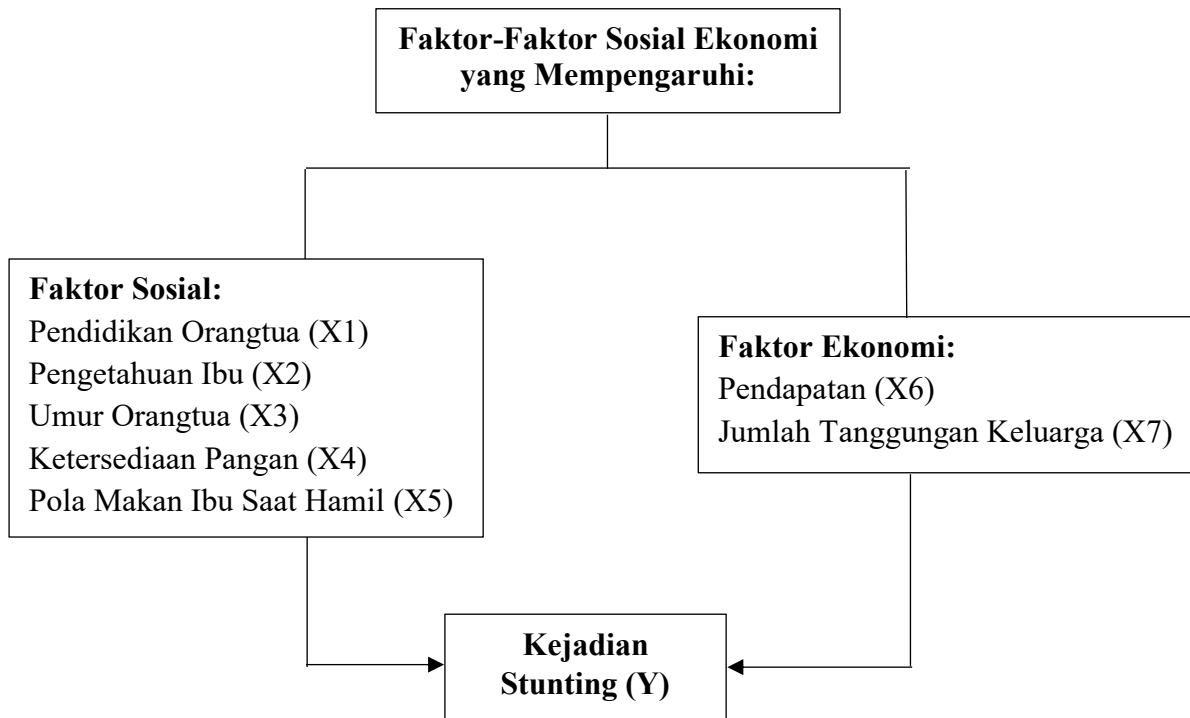 Faktor-Faktor Sosial Ekonomi
yang Mempengaruhi:
Faktor Sosial:
Pendidikan Orangtua (X1)
Pengetahuan Ibu (X2)
Umur Orangtua (X3)
Ketersediaan Pangan (X4)
Pola Makan Ibu Saat Hamil (X5)
Faktor Ekonomi:
Pendapatan (X6)
Jumlah Tanggungan Keluarga (X7)
Kejadian
Stunting (Y)